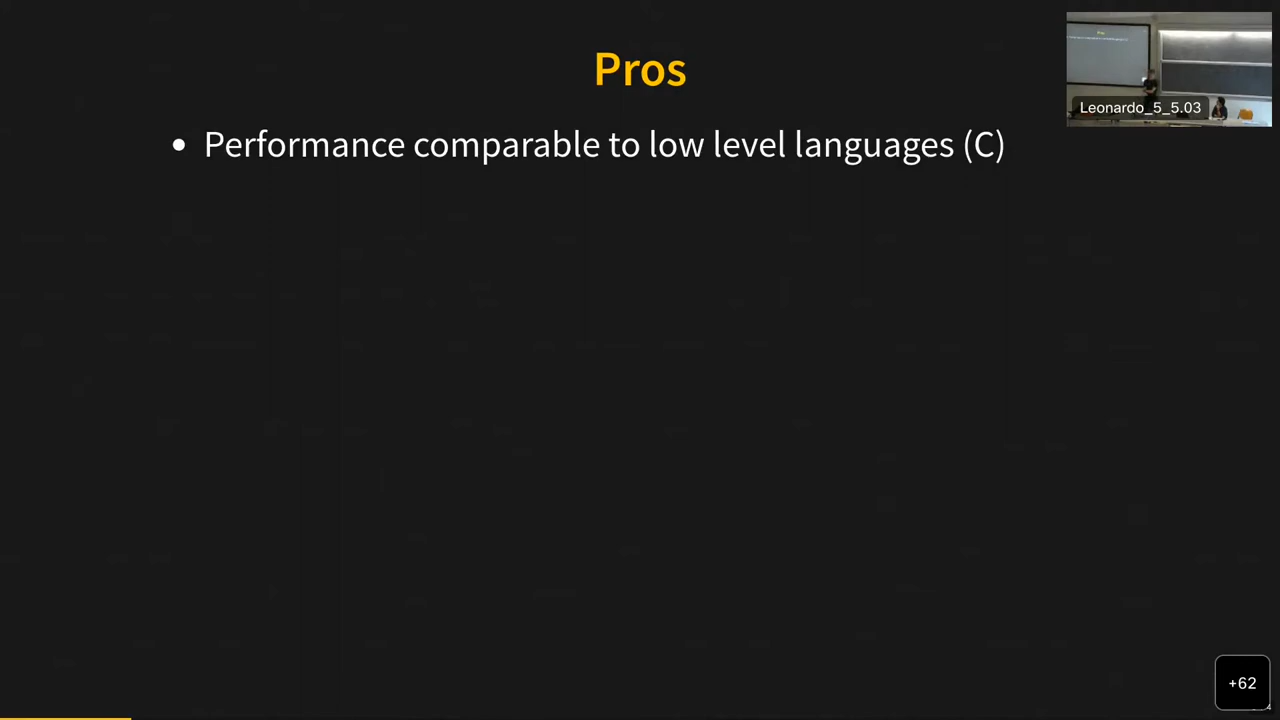 Pros
• Performance comparable to low level languages (C)
Leonardo_5_5.03
+62